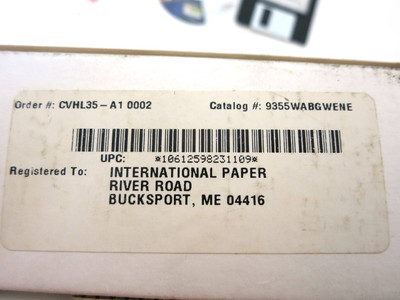 Order #: CVHL35-A1 0002 Catalog #: 9355WABGWENE
UPC: *10612598231109*
Registered To: INTERNATIONAL PAPER
RIVER ROAD
BUCKSPORT, ME 04416